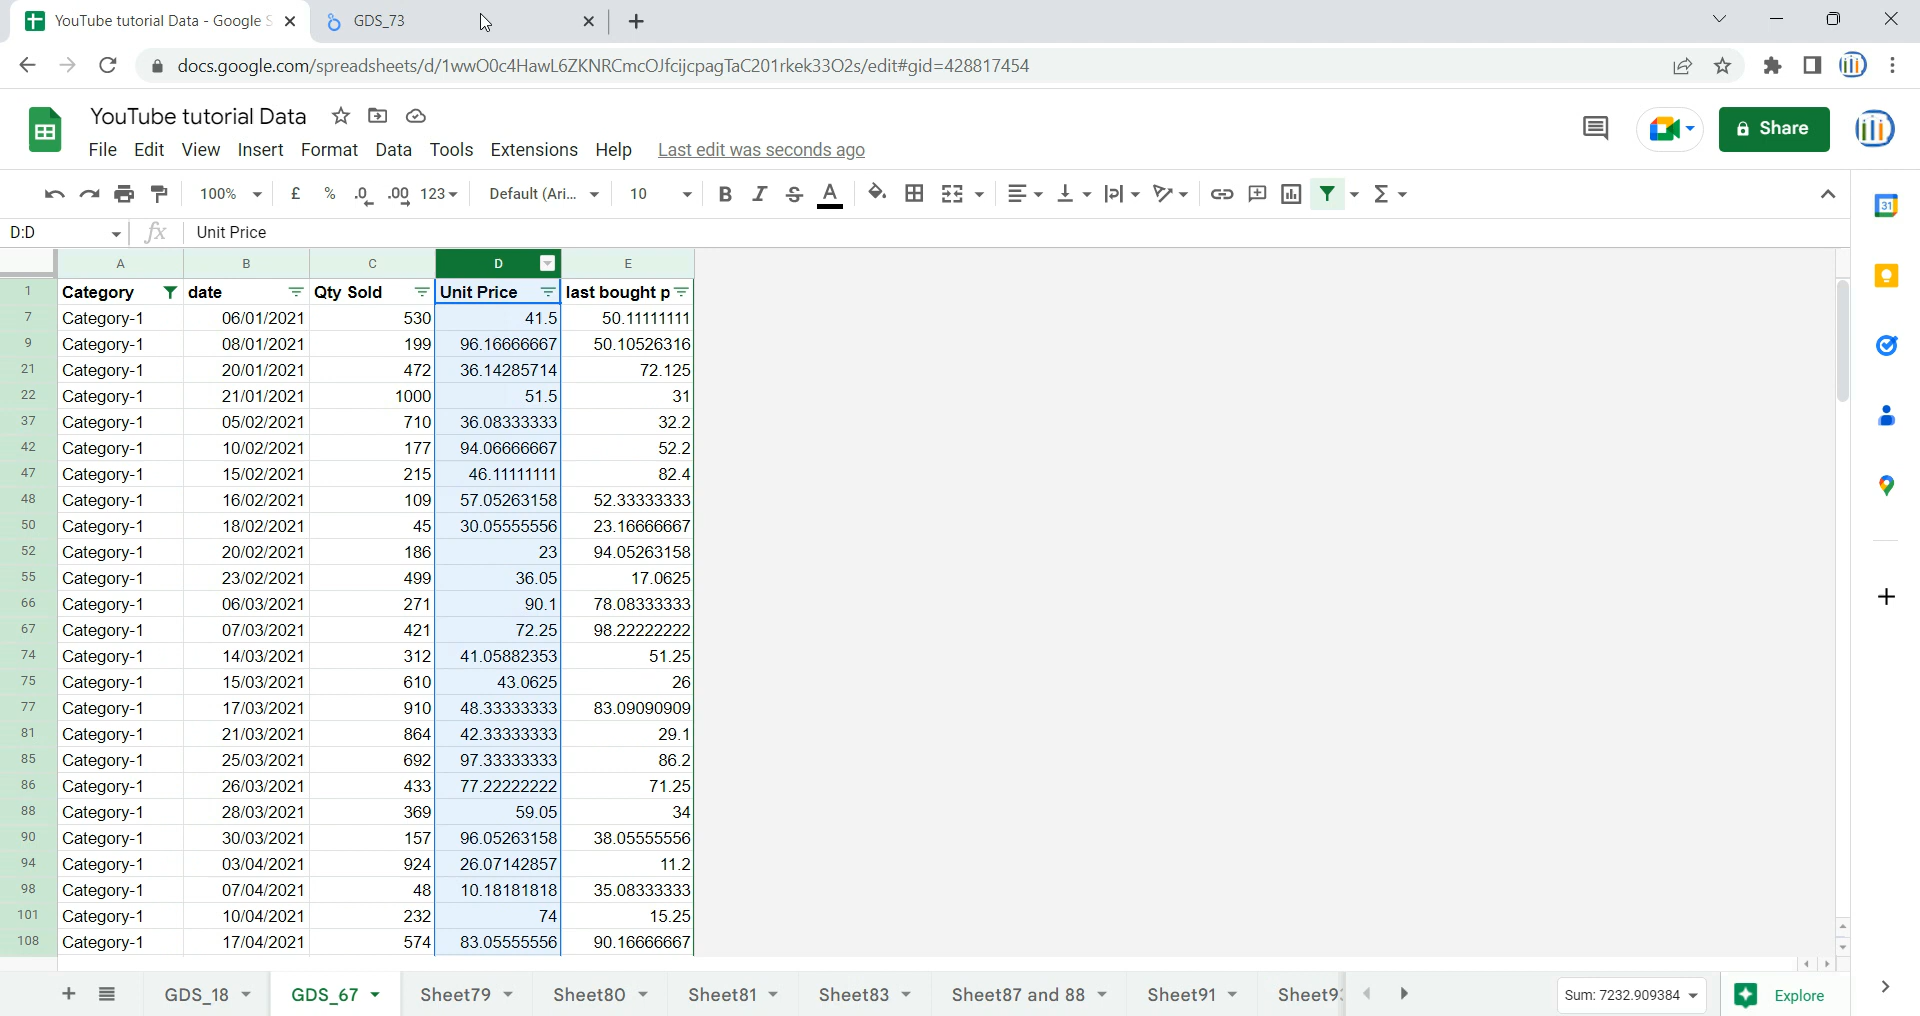 YouTube tutorial Data - Google S
GDS_73
docs.google.com/spreadsheets/d/1wwO0c4HawL6ZKNRCmcOJfcijcpagTaC201rkek33O2s/edit#gid=428817454
YouTube tutorial Data
File Edit View Insert Format Data Tools Extensions Help Last edit was seconds ago
Share
100% £ % .0 .00 123 Default (Ari... 10 B I S A
D:D fx Unit Price
A B C D E
1 Category date Qty Sold Unit Price last bought p
7 Category-1 06/01/2021 530 41.5 50.11111111
9 Category-1 08/01/2021 199 96.16666667 50.10526316
21 Category-1 20/01/2021 472 36.14285714 72.125
22 Category-1 21/01/2021 1000 51.5 31
37 Category-1 05/02/2021 710 36.08333333 32.2
42 Category-1 10/02/2021 177 94.06666667 52.2
47 Category-1 15/02/2021 215 46.11111111 82.4
48 Category-1 16/02/2021 109 57.05263158 52.33333333
50 Category-1 18/02/2021 45 30.05555556 23.16666667
52 Category-1 20/02/2021 186 23 94.05263158
55 Category-1 23/02/2021 499 36.05 17.0625
66 Category-1 06/03/2021 271 90.1 78.08333333
67 Category-1 07/03/2021 421 72.25 98.22222222
74 Category-1 14/03/2021 312 41.05882353 51.25
75 Category-1 15/03/2021 610 43.0625 26
77 Category-1 17/03/2021 910 48.33333333 83.09090909
81 Category-1 21/03/2021 864 42.33333333 29.1
85 Category-1 25/03/2021 692 97.33333333 86.2
86 Category-1 26/03/2021 433 77.22222222 71.25
88 Category-1 28/03/2021 369 59.05 34
90 Category-1 30/03/2021 157 96.05263158 38.05555556
94 Category-1 03/04/2021 924 26.07142857 11.2
98 Category-1 07/04/2021 48 10.18181818 35.08333333
101 Category-1 10/04/2021 232 74 15.25
108 Category-1 17/04/2021 574 83.05555556 90.16666667
GDS_18 GDS_67 Sheet79 Sheet80 Sheet81 Sheet83 Sheet87 and 88 Sheet91 Sheet9 Sum: 7232.909384 Explore
31